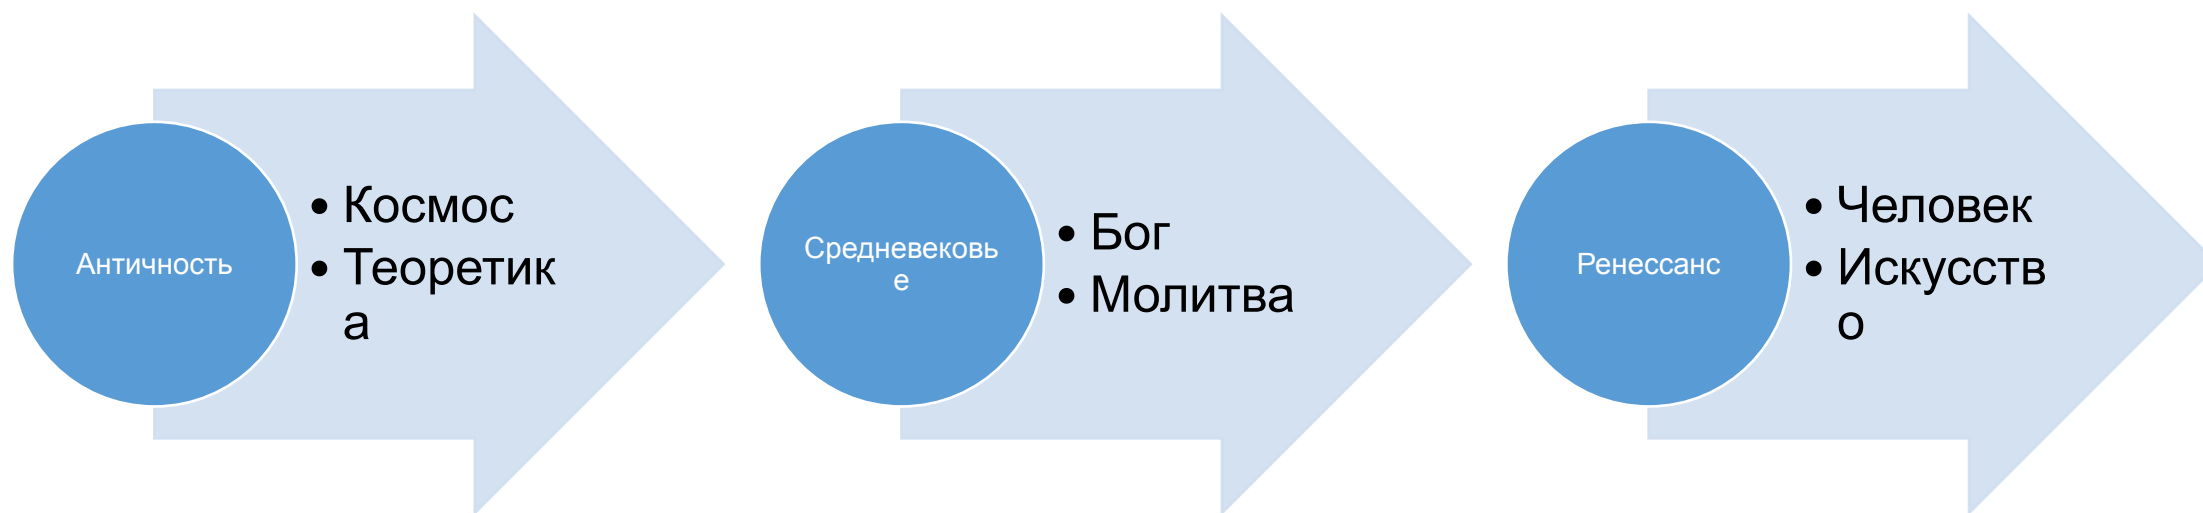 Античность
• Космос
• Теоретик
а
Средневековь
е
• Бог
• Молитва
Ренессанс
• Человек
• Искусств
о